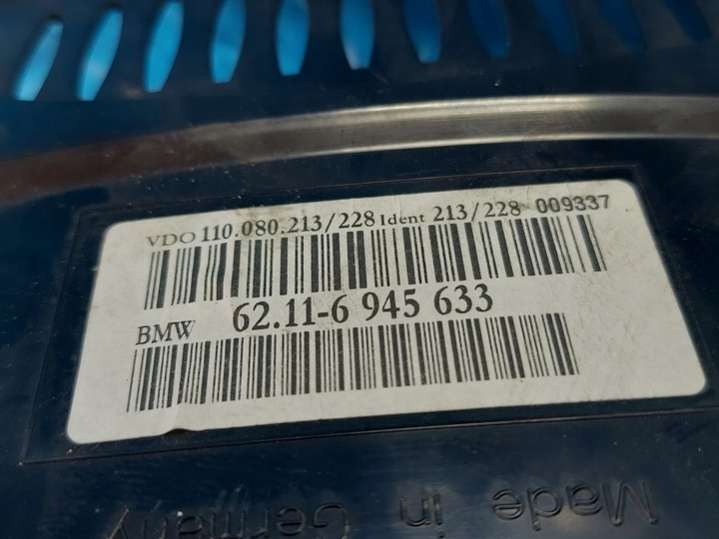 VDO 110.080.213/228 Ident 213/228 009337
BMW 62.11-6 945 633
Made in
Germany